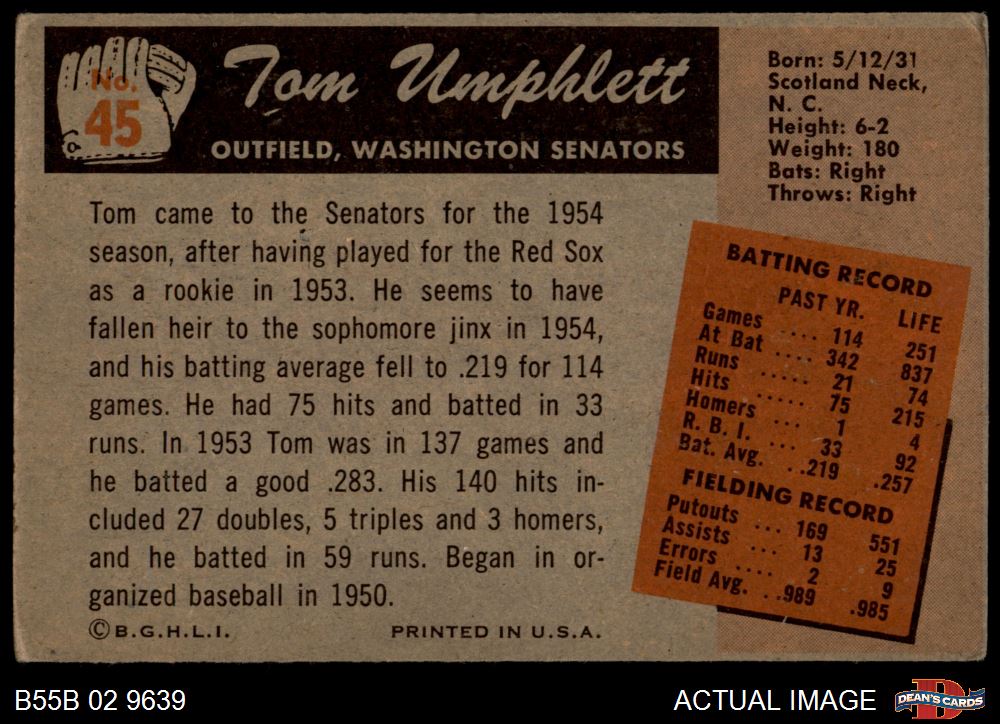 No.
45
Tom Umphlett
OUTFIELD, WASHINGTON SENATORS
Born: 5/12/31
Scotland Neck,
N. C.
Height: 6-2
Weight: 180
Bats: Right
Throws: Right
Tom came to the Senators for the 1954
season, after having played for the Red Sox
as a rookie in 1953. He seems to have
fallen heir to the sophomore jinx in 1954,
and his batting average fell to .219 for 114
games. He had 75 hits and batted in 33
runs. In 1953 Tom was in 137 games and
he batted a good .283. His 140 hits in-
cluded 27 doubles, 5 triples and 3 homers,
and he batted in 59 runs. Began in or-
ganized baseball in 1950.
©B.G.H.L.I. PRINTED IN U.S.A.
BATTING RECORD
PAST YR. LIFE
Games .... 114 251
At Bat .... 342 837
Runs ..... 21 74
Hits ..... 75 215
Homers ... 1 4
R. B. I. ... 33 92
Bat. Avg. ..219 .257
FIELDING RECORD
Putouts ... 169 551
Assists ... 13 25
Errors .... 2 9
Field Avg. ..989 .985
B55B 02 9639 ACTUAL IMAGE DEAN'S CARDS